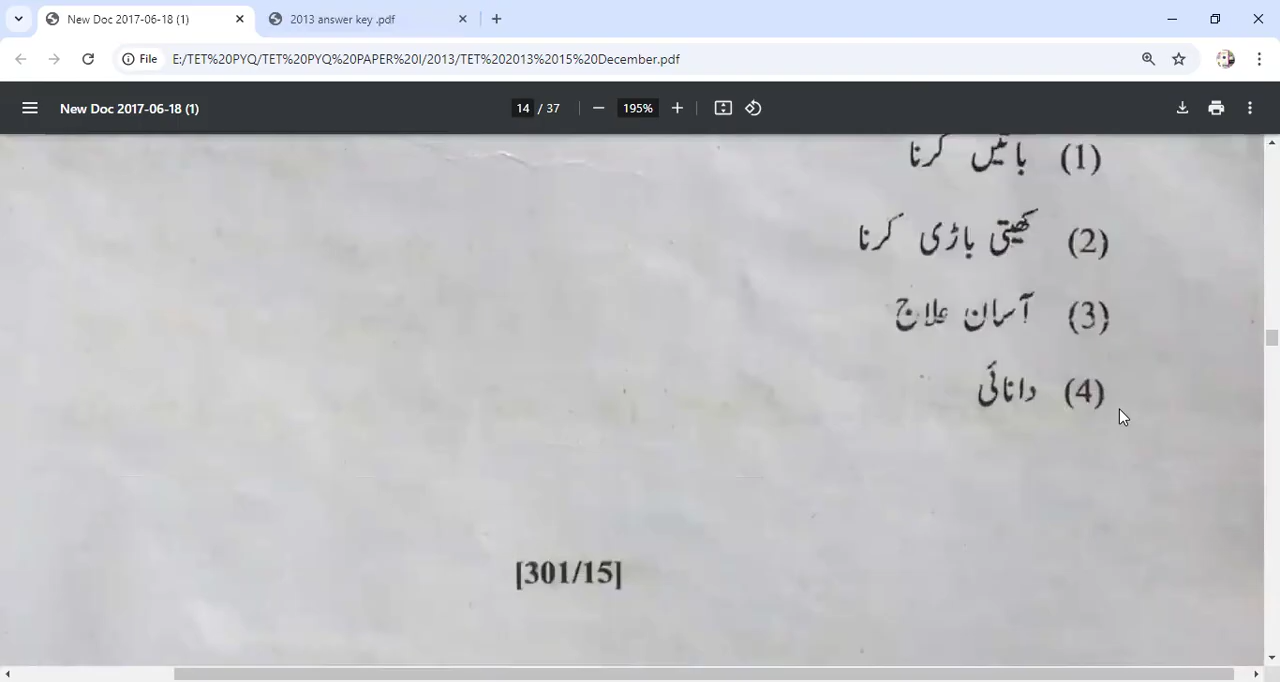 New Doc 2017-06-18 (1)
2013 answer key .pdf
File
E:/TET%20PYQ/TET%20PYQ%20PAPER%20I/2013/TET%202013%2015%20December.pdf
New Doc 2017-06-18 (1)
14 / 37
195%
(1) باتیں کرنا
(2) کھیتی باڑی کرنا
(3) آسان علاج
(4) دانائی
[301/15]